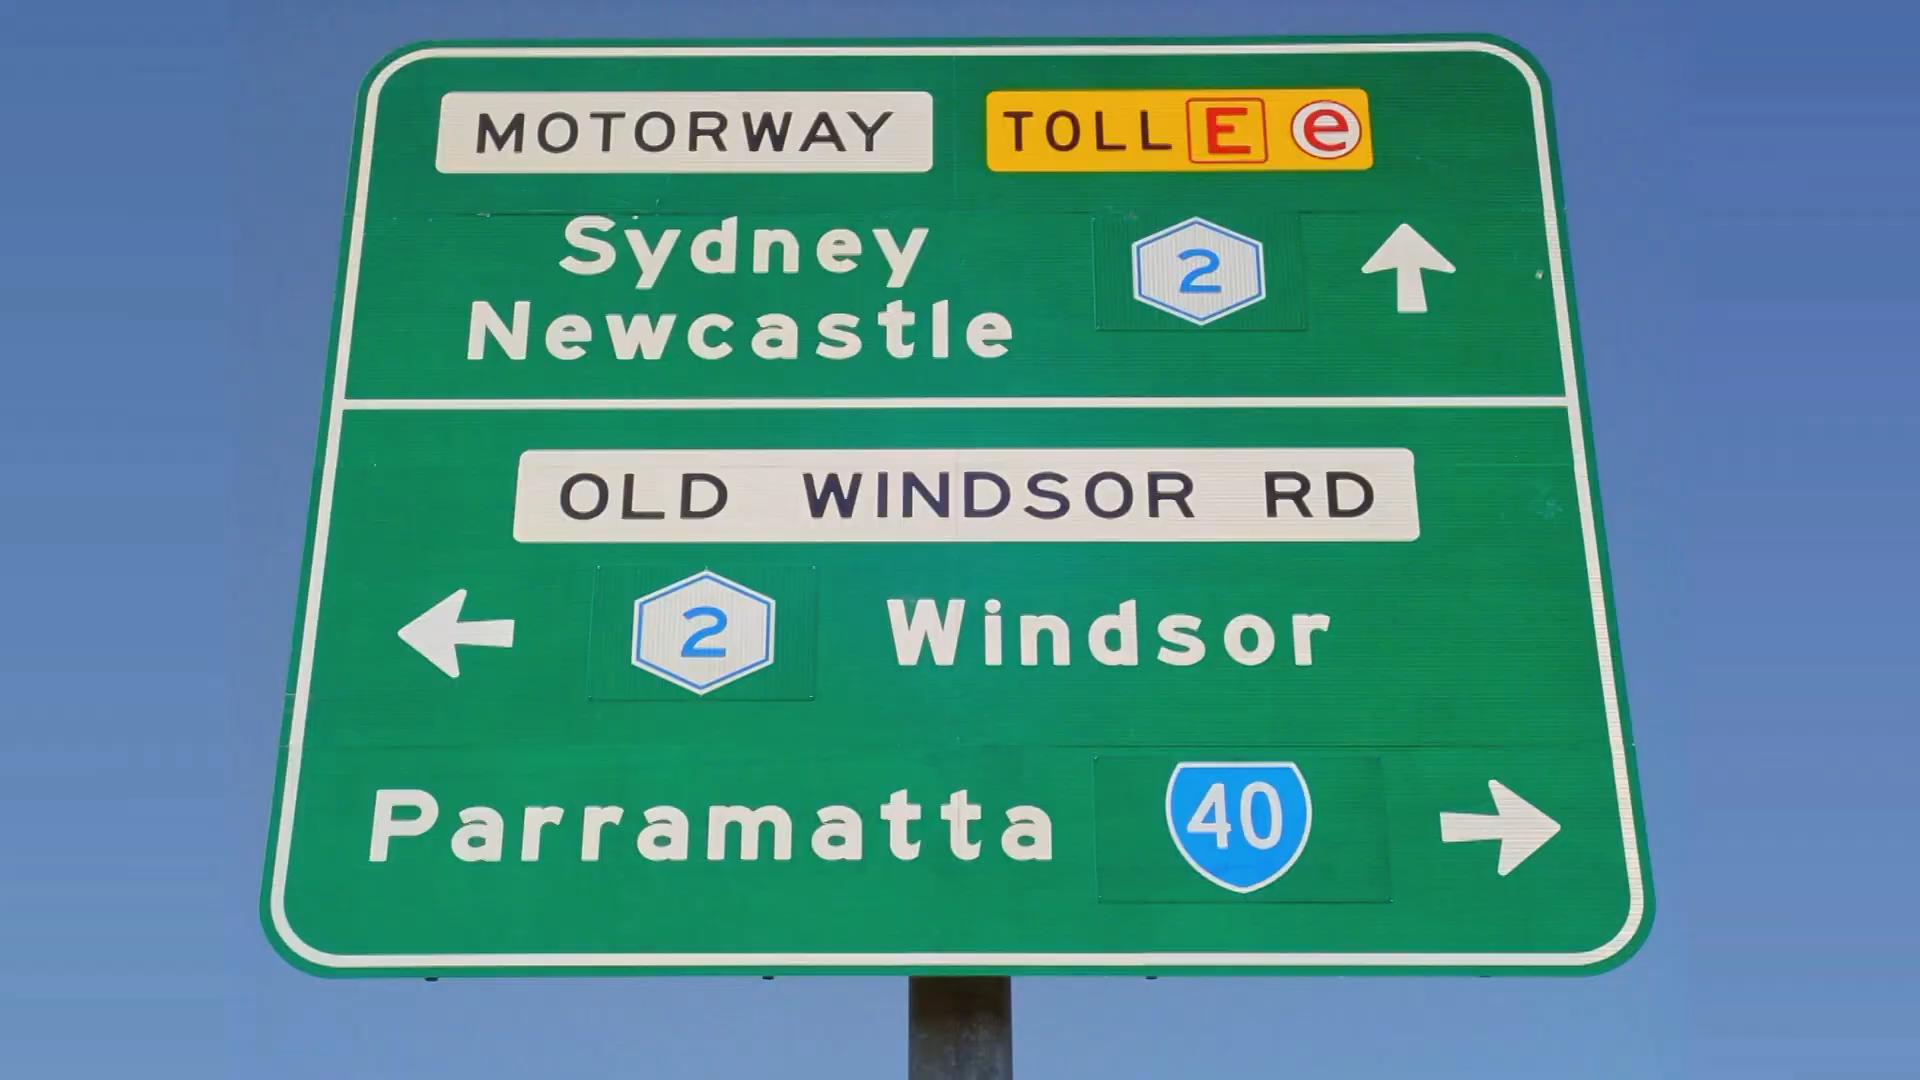 MOTORWAY TOLL E e
Sydney 2
Newcastle
OLD WINDSOR RD
2 Windsor
Parramatta 40